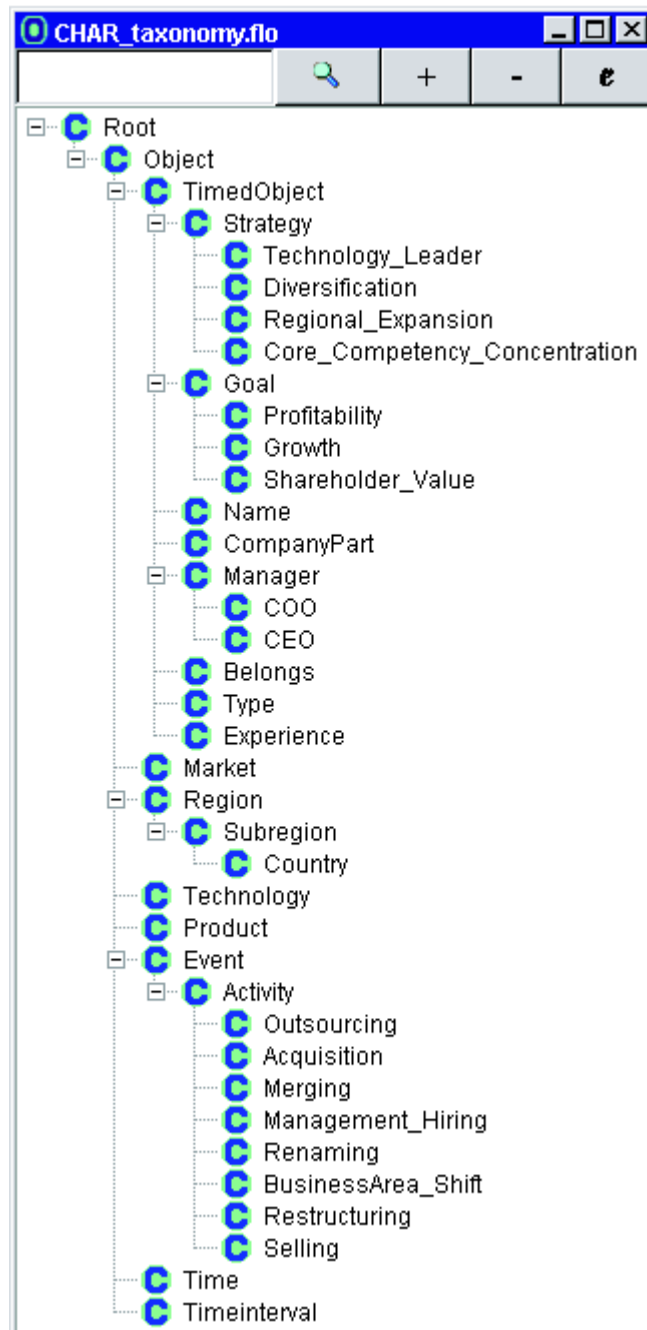 CHAR_taxonomy.flo
+ - e
Root
Object
TimedObject
Strategy
Technology_Leader
Diversification
Regional_Expansion
Core_Competency_Concentration
Goal
Profitability
Growth
Shareholder_Value
Name
CompanyPart
Manager
COO
CEO
Belongs
Type
Experience
Market
Region
Subregion
Country
Technology
Product
Event
Activity
Outsourcing
Acquisition
Merging
Management_Hiring
Renaming
BusinessArea_Shift
Restructuring
Selling
Time
Timeinterval